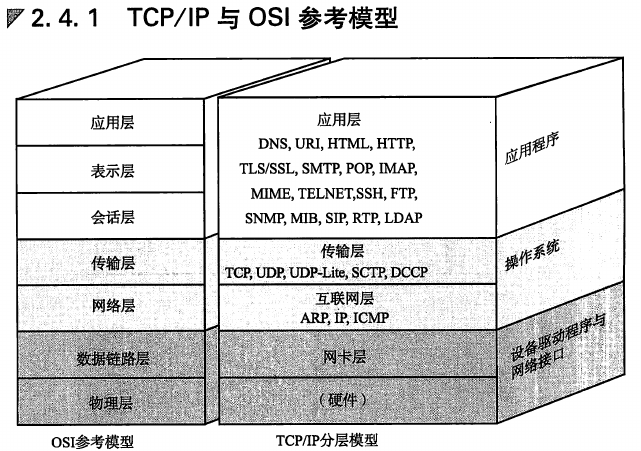 2.4.1 TCP/IP 与 OSI 参考模型
应用层
表示层
会话层
传输层
网络层
数据链路层
物理层
OSI参考模型
应用层
DNS, URI, HTML, HTTP,
TLS/SSL, SMTP, POP, IMAP,
MIME, TELNET,SSH, FTP,
SNMP, MIB, SIP, RTP, LDAP
传输层
TCP, UDP, UDP-Lite, SCTP, DCCP
互联网层
ARP, IP, ICMP
网卡层
（硬件）
TCP/IP分层模型
应用程序
操作系统
设备驱动程序与
网络接口